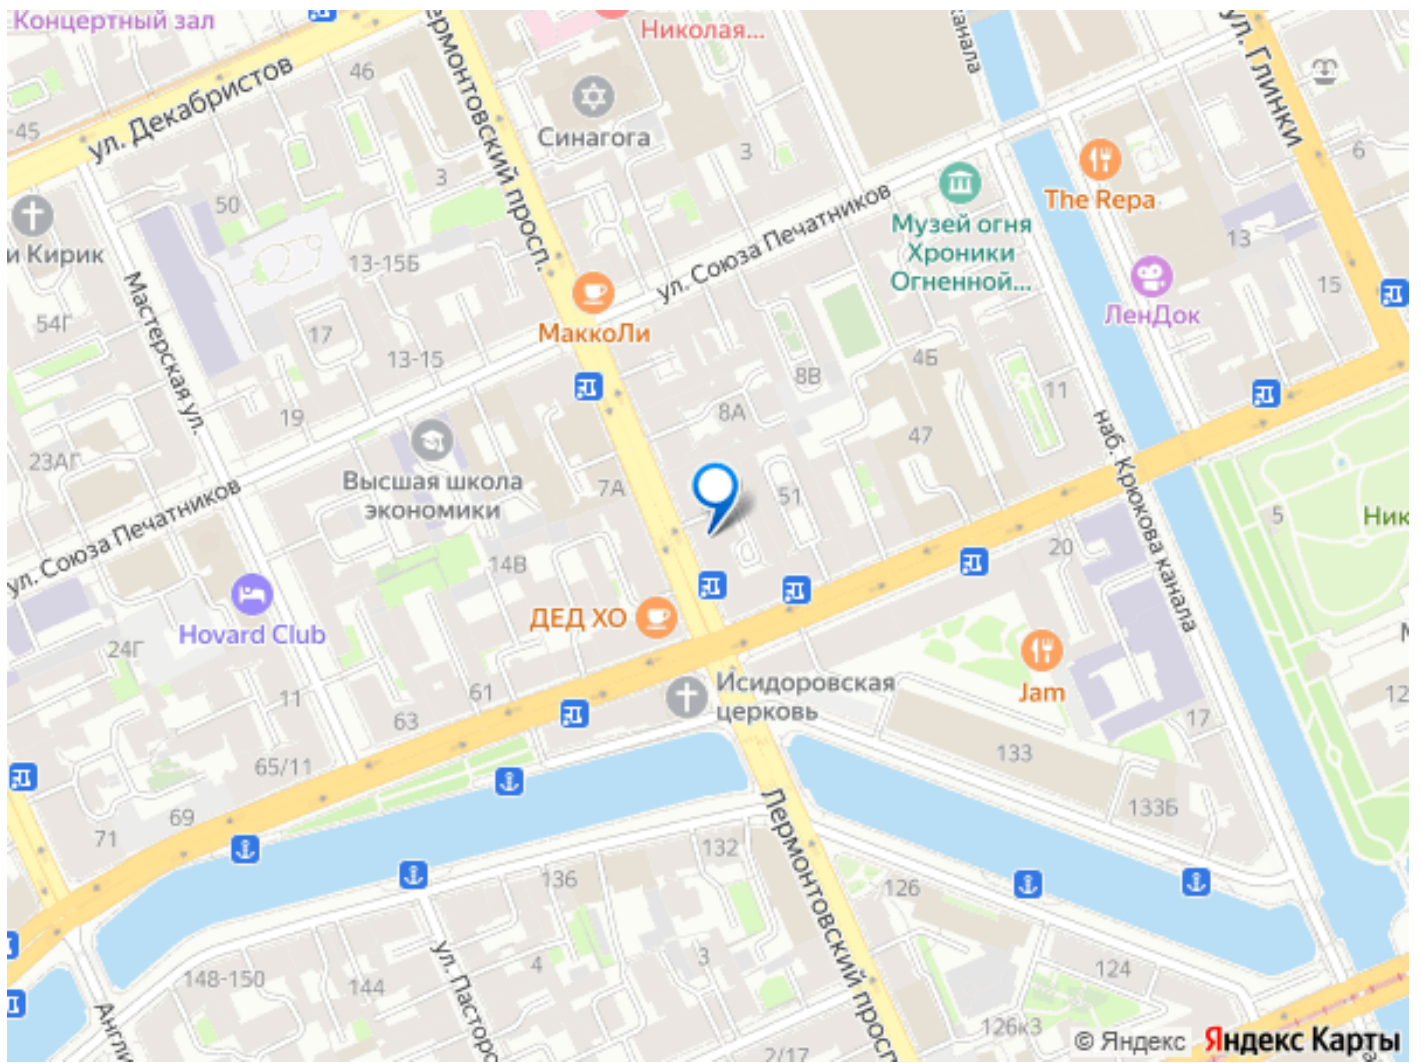 Концертный зал
Николая...
канала
ул. Глинки
46
ул. Декабристов
Лермонтовский просп.
Синагога
-45
3
3
6
The Repa
50
Музей огня
Хроники
Огненной...
и Кирик
13-15Б
ул. Союза Печатников
13
15
Мастерская ул.
ЛенДок
54Г
17
МаккоЛи
13-15
4Б
8В
11
19
8А
47
наб. Крюкова канала
23АГ
Высшая школа
экономики
7А
51
5
Ник
ул. Союза Печатников
14В
20
Hovard Club
ДЕД ХО
24Г
Исидоровская
церковь
Jam
11
61
63
12
17
133
65/11
133Б
69
71
Лермонтовский просп
132
136
126
ул. Пасторс
3
4
148-150
144
124
Англи
126к3
2/17
© Яндекс Яндекс Карты